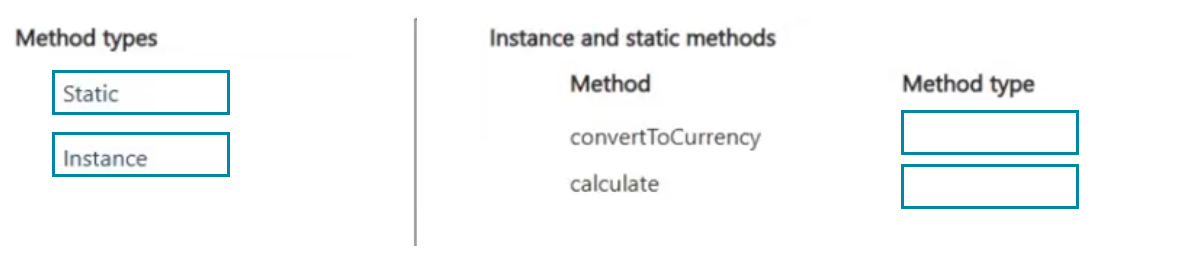 Method types
Static
Instance
Instance and static methods
Method Method type
convertToCurrency
calculate